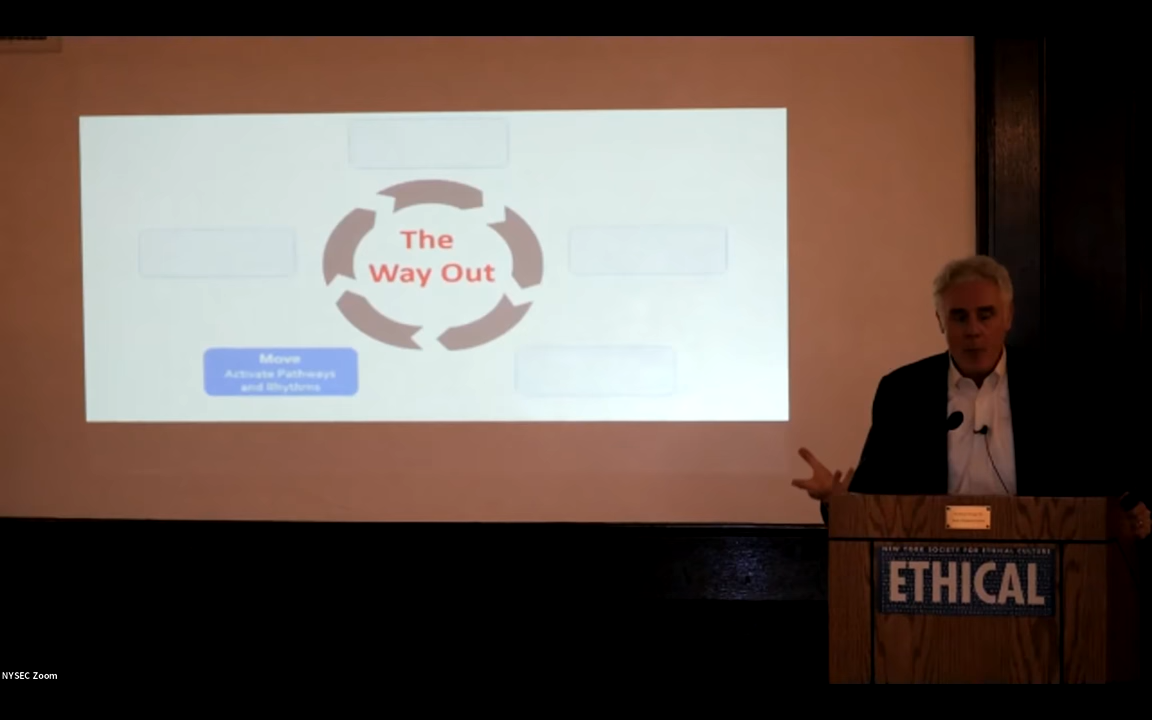 The
Way Out
Move
Activate Pathways
and Rhythms
NEW YORK SOCIETY FOR ETHICAL CULTURE
ETHICAL
NYSEC Zoom